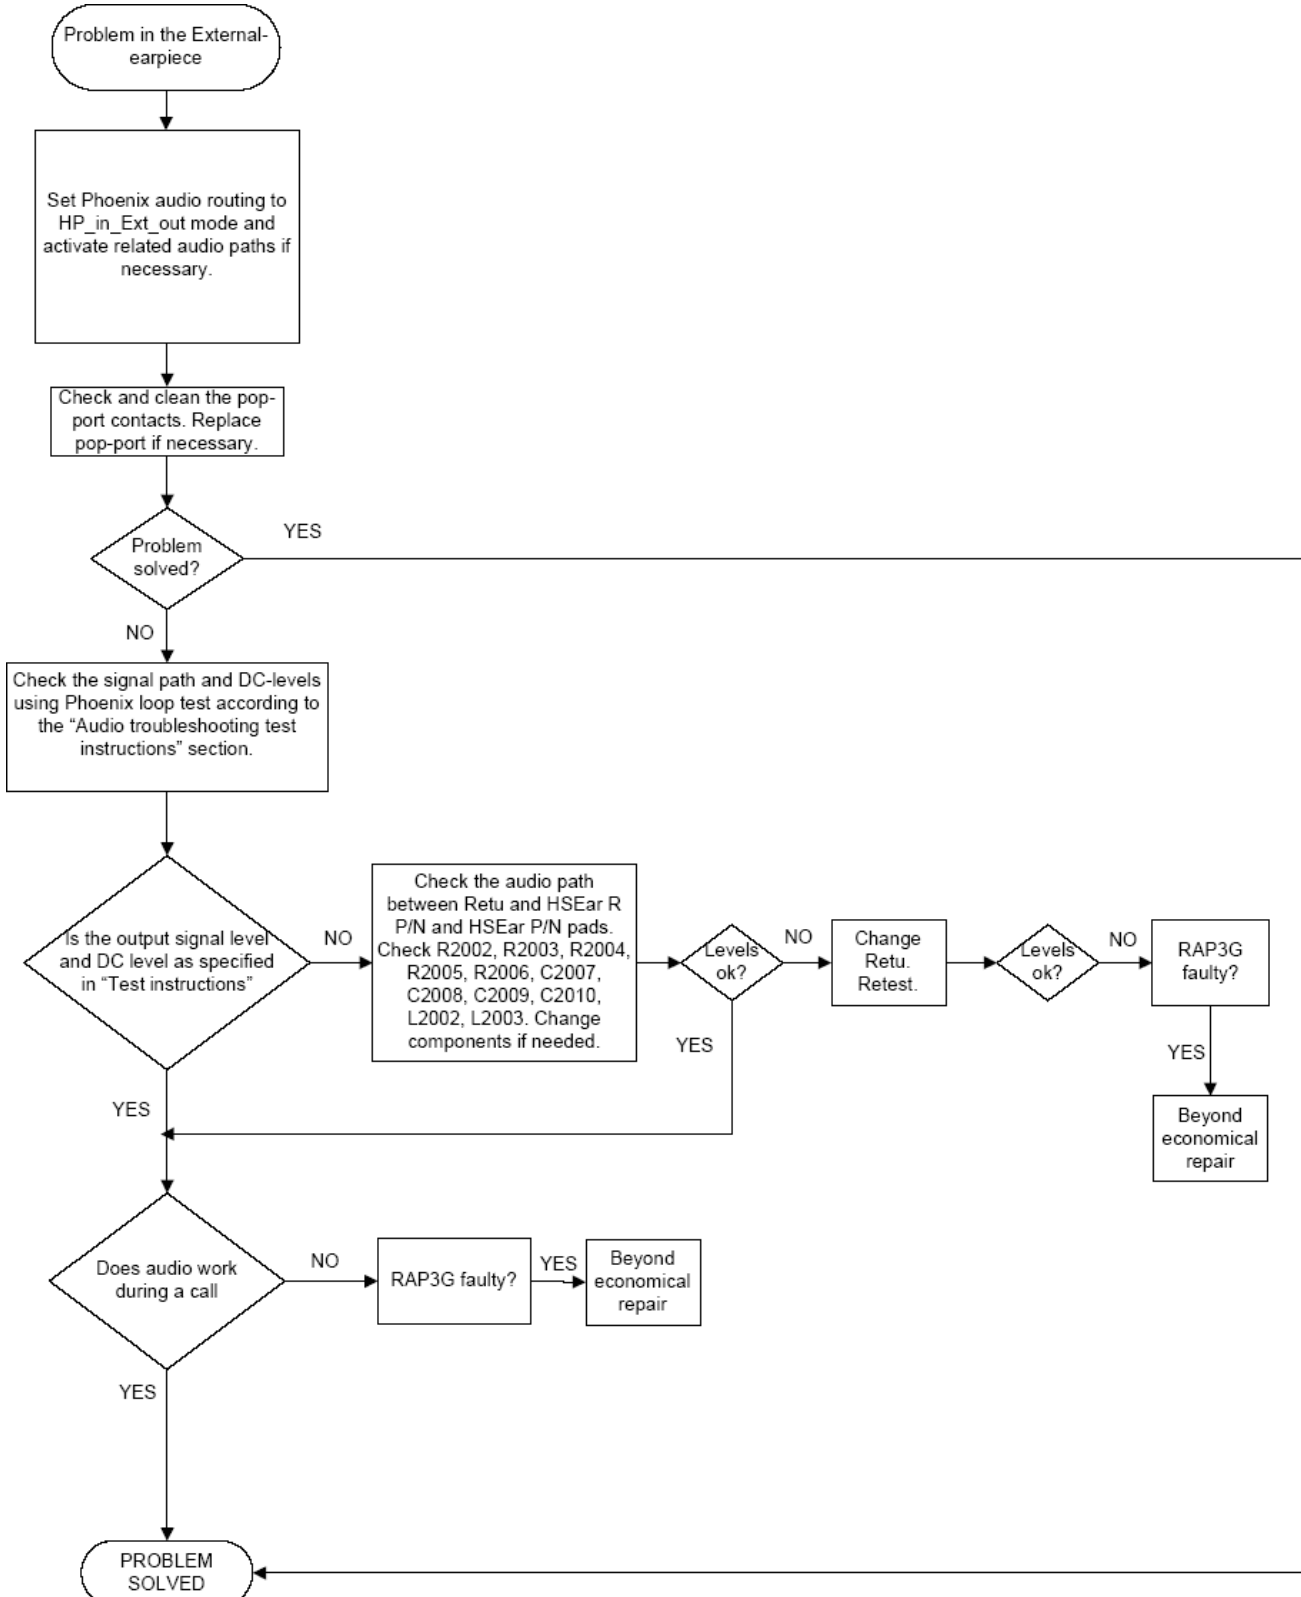 Problem in the External-
earpiece
Set Phoenix audio routing to
HP_in_Ext_out mode and
activate related audio paths if
necessary.
Check and clean the pop-
port contacts. Replace
pop-port if necessary.
YES
Problem
solved?
NO
Check the signal path and DC-levels
using Phoenix loop test according to
the “Audio troubleshooting test
instructions” section.
Is the output signal level
and DC level as specified
in “Test instructions”
NO
Check the audio path
between Retu and HSEar R
P/N and HSEar P/N pads.
Check R2002, R2003, R2004,
R2005, R2006, C2007,
C2008, C2009, C2010,
L2002, L2003. Change
components if needed.
Levels
ok?
NO
Change
Retu.
Retest.
Levels
ok?
NO
RAP3G
faulty?
YES
YES
Beyond
economical
repair
YES
Does audio work
during a call
NO
RAP3G faulty?
YES
Beyond
economical
repair
YES
PROBLEM
SOLVED